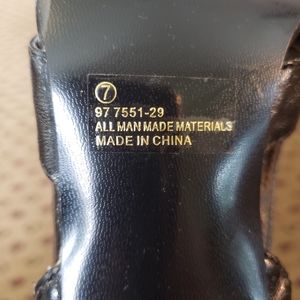 7
97 7551-29
ALL MAN MADE MATERIALS
MADE IN CHINA